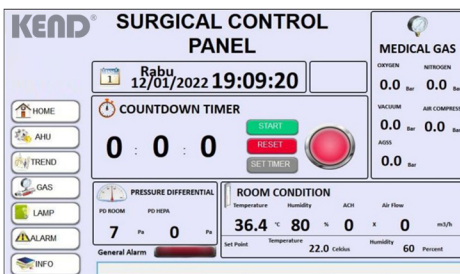 KEND®
SURGICAL CONTROL
PANEL
1
Rabu
12/01/2022 19:09:20
MEDICAL GAS
OXYGEN NITROGEN
0.0 Bar 0.0 Bar
VACUUM AIR COMPRESS
0.0 Bar 0.0 Bar
AGSS
0.0 Bar
HOME
AHU
TREND
GAS
LAMP
ALARM
INFO
COUNTDOWN TIMER
0 : 0 : 0
START
RESET
SET TIMER
PRESSURE DIFFERENTIAL
PD ROOM PD HEPA
7 Pa 0 Pa
General Alarm
ROOM CONDITION
Temperature Humidity ACH Air Flow
36.4 °C 80 % 0 X 0 m3/h
Set Point Temperature 22.0 Celcius Humidity 60 Percent